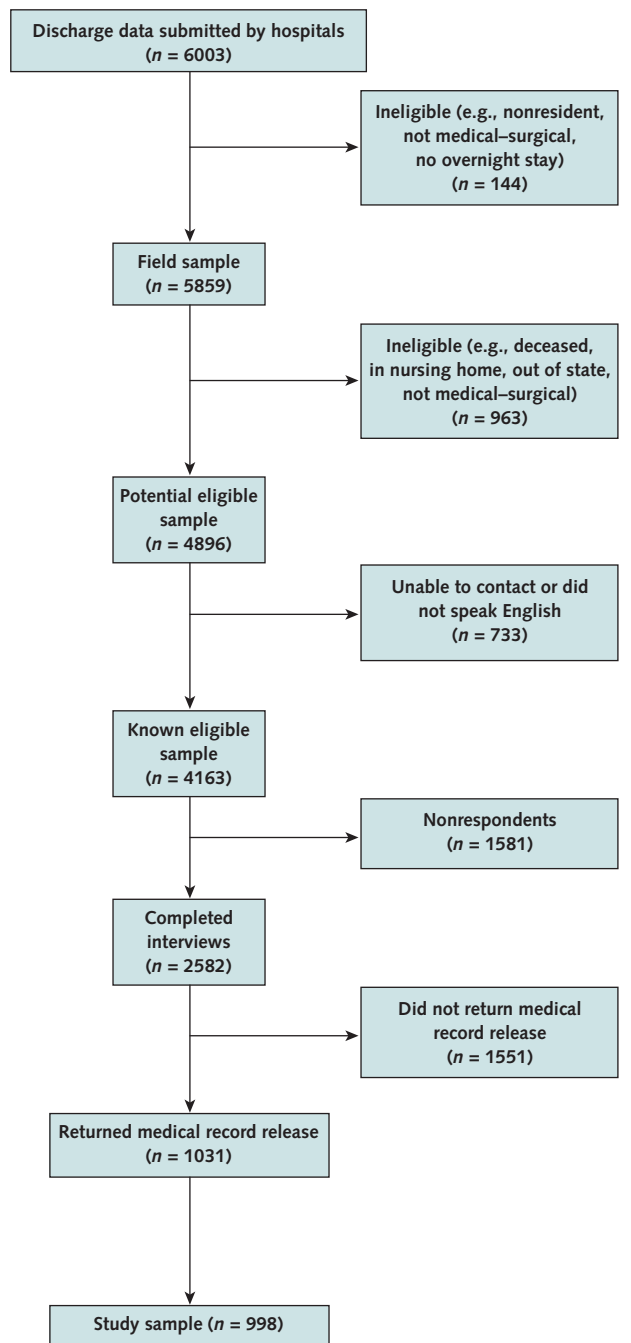 Discharge data submitted by hospitals
(n = 6003)
Ineligible (e.g., nonresident,
not medical–surgical,
no overnight stay)
(n = 144)
Field sample
(n = 5859)
Ineligible (e.g., deceased,
in nursing home, out of state,
not medical–surgical)
(n = 963)
Potential eligible
sample
(n = 4896)
Unable to contact or did
not speak English
(n = 733)
Known eligible
sample
(n = 4163)
Nonrespondents
(n = 1581)
Completed
interviews
(n = 2582)
Did not return medical
record release
(n = 1551)
Returned medical record release
(n = 1031)
Study sample (n = 998)